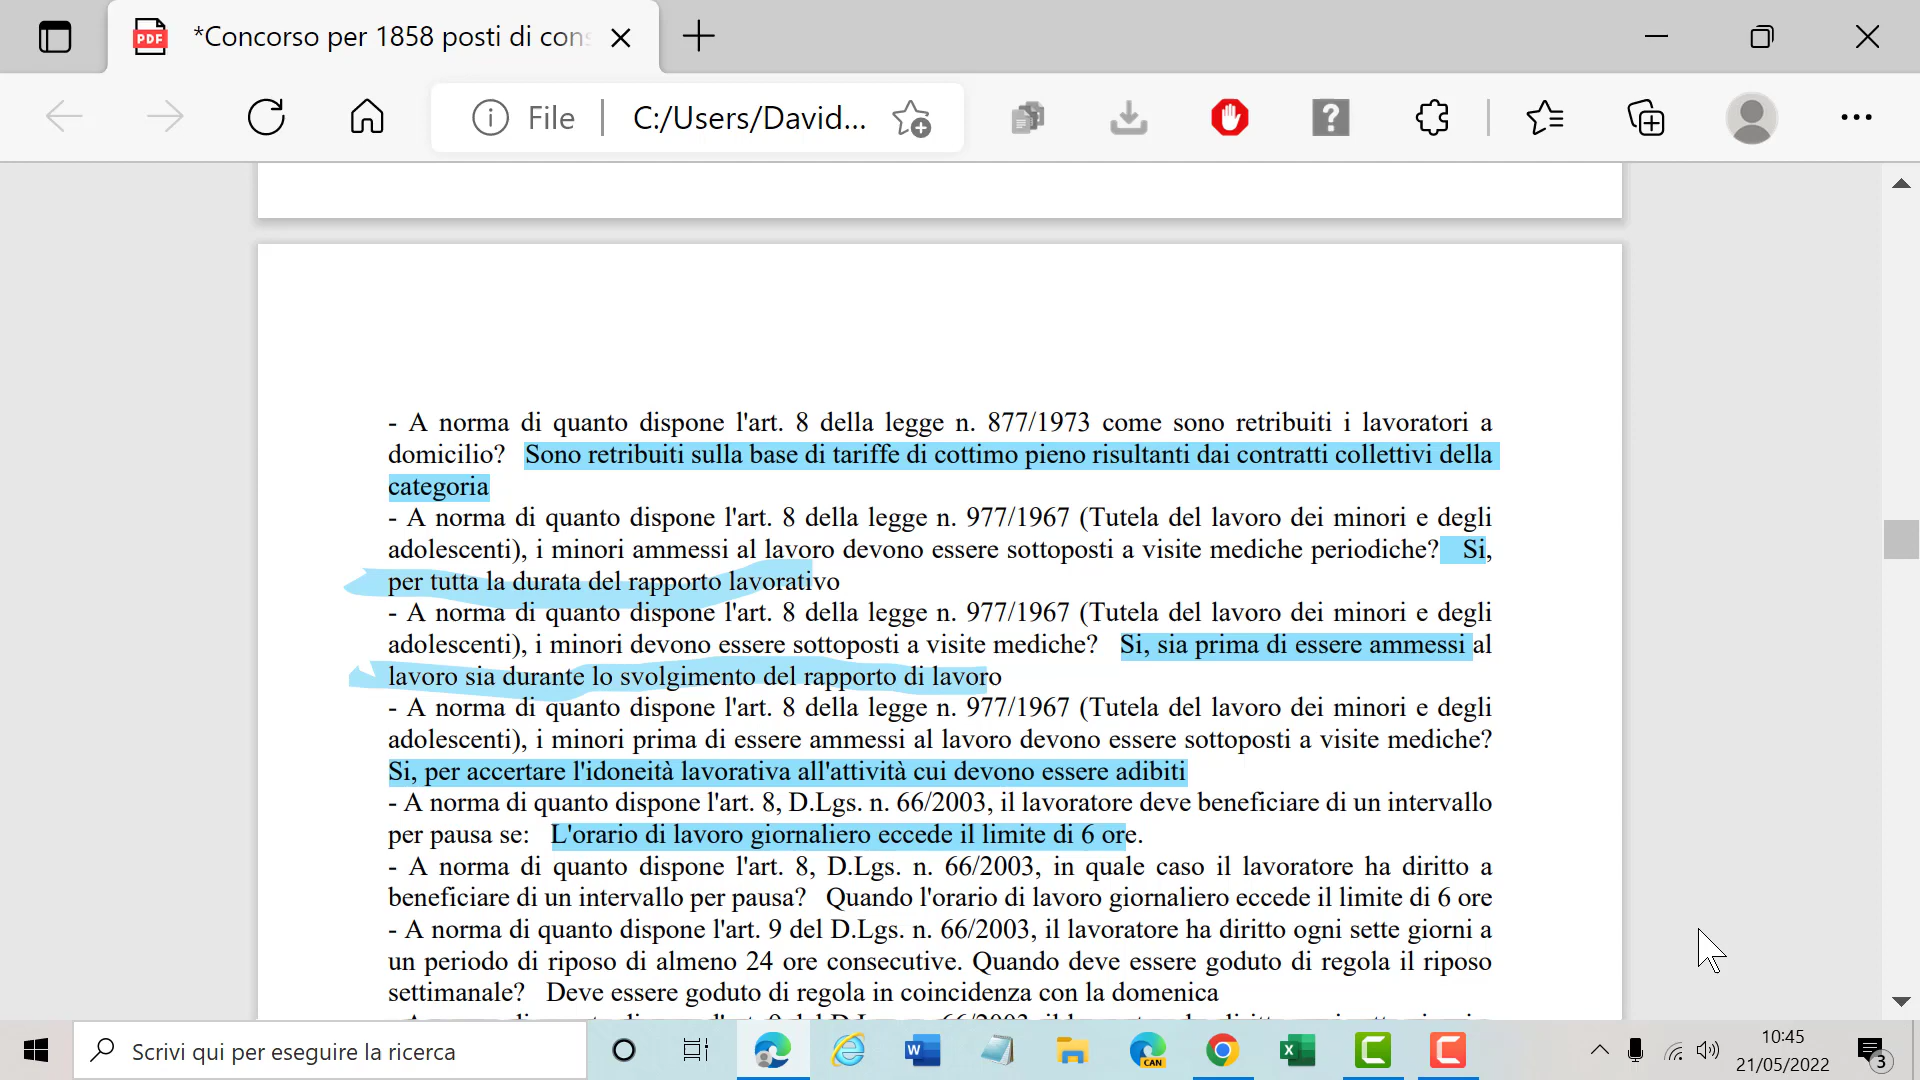 PDF *Concorso per 1858 posti di cons
File C:/Users/David...
- A norma di quanto dispone l'art. 8 della legge n. 877/1973 come sono retribuiti i lavoratori a
domicilio? Sono retribuiti sulla base di tariffe di cottimo pieno risultanti dai contratti collettivi della
categoria
- A norma di quanto dispone l'art. 8 della legge n. 977/1967 (Tutela del lavoro dei minori e degli
adolescenti), i minori ammessi al lavoro devono essere sottoposti a visite mediche periodiche? Si,
per tutta la durata del rapporto lavorativo
- A norma di quanto dispone l'art. 8 della legge n. 977/1967 (Tutela del lavoro dei minori e degli
adolescenti), i minori devono essere sottoposti a visite mediche? Si, sia prima di essere ammessi al
lavoro sia durante lo svolgimento del rapporto di lavoro
- A norma di quanto dispone l'art. 8 della legge n. 977/1967 (Tutela del lavoro dei minori e degli
adolescenti), i minori prima di essere ammessi al lavoro devono essere sottoposti a visite mediche?
Si, per accertare l'idoneità lavorativa all'attività cui devono essere adibiti
- A norma di quanto dispone l'art. 8, D.Lgs. n. 66/2003, il lavoratore deve beneficiare di un intervallo
per pausa se: L'orario di lavoro giornaliero eccede il limite di 6 ore.
- A norma di quanto dispone l'art. 8, D.Lgs. n. 66/2003, in quale caso il lavoratore ha diritto a
beneficiare di un intervallo per pausa? Quando l'orario di lavoro giornaliero eccede il limite di 6 ore
- A norma di quanto dispone l'art. 9 del D.Lgs. n. 66/2003, il lavoratore ha diritto ogni sette giorni a
un periodo di riposo di almeno 24 ore consecutive. Quando deve essere goduto di regola il riposo
settimanale? Deve essere goduto di regola in coincidenza con la domenica
Scrivi qui per eseguire la ricerca
CAN
10:45
21/05/2022
3